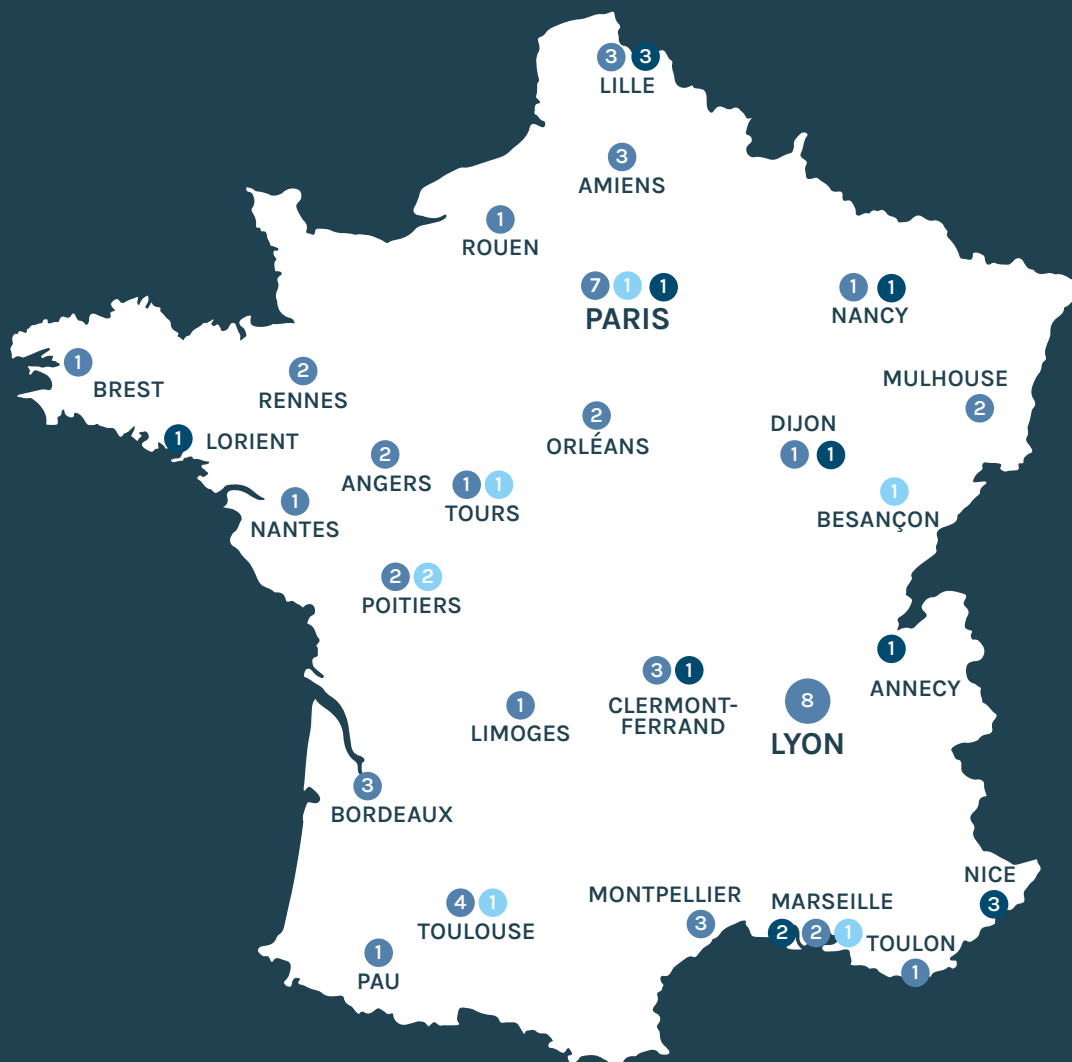 3 3
LILLE
3
AMIENS
1
ROUEN
7 1 1
PARIS
1 1
NANCY
1
BREST
2
RENNES
MULHOUSE
2
1
LORIENT
2
ORLÉANS
DIJON
1 1
2
ANGERS
1 1
TOURS
1
BESANÇON
1
NANTES
2 2
POITIERS
1
ANNECY
3 1
CLERMONT-
FERRAND
8
LYON
1
LIMOGES
3
BORDEAUX
NICE
3
4 1
TOULOUSE
MONTPELLIER
3
MARSEILLE
2 2 1
TOULON
1
1
PAU